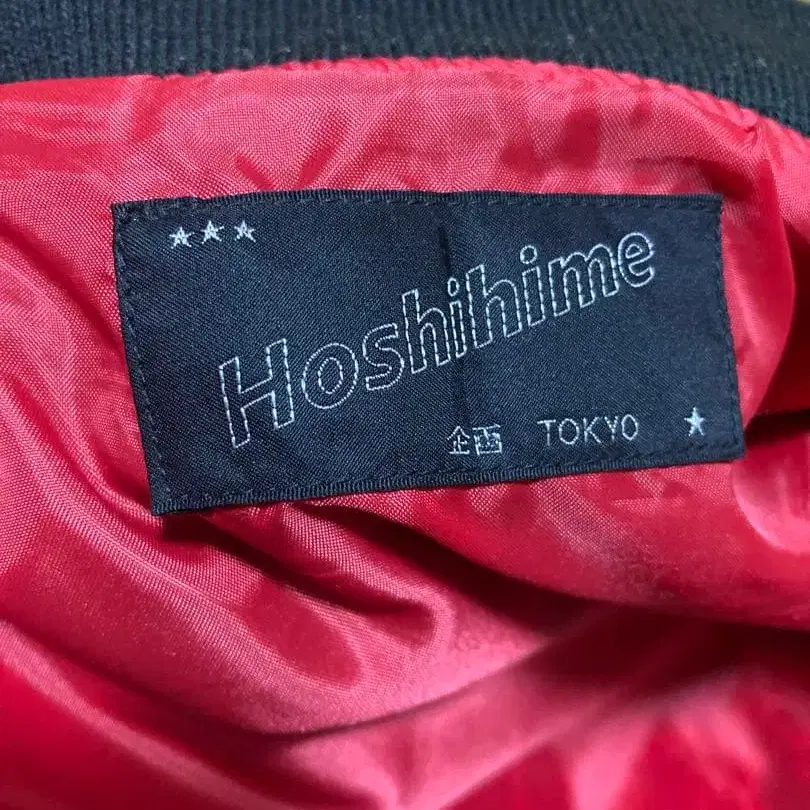 ★★★
Hoshihime
企画 TOKYO ★